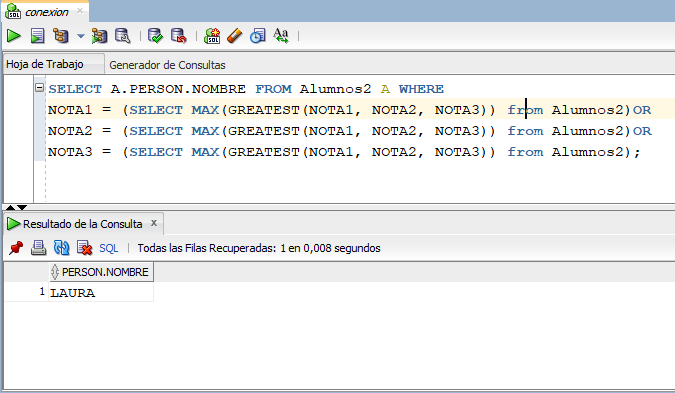 conexion x
SQL
Hoja de Trabajo Generador de Consultas
SELECT A.PERSON.NOMBRE FROM Alumnos2 A WHERE
NOTA1 = (SELECT MAX(GREATEST(NOTA1, NOTA2, NOTA3)) from Alumnos2)OR
NOTA2 = (SELECT MAX(GREATEST(NOTA1, NOTA2, NOTA3)) from Alumnos2)OR
NOTA3 = (SELECT MAX(GREATEST(NOTA1, NOTA2, NOTA3)) from Alumnos2);
Resultado de la Consulta x
SQL | Todas las Filas Recuperadas: 1 en 0,008 segundos
PERSON.NOMBRE
1 LAURA